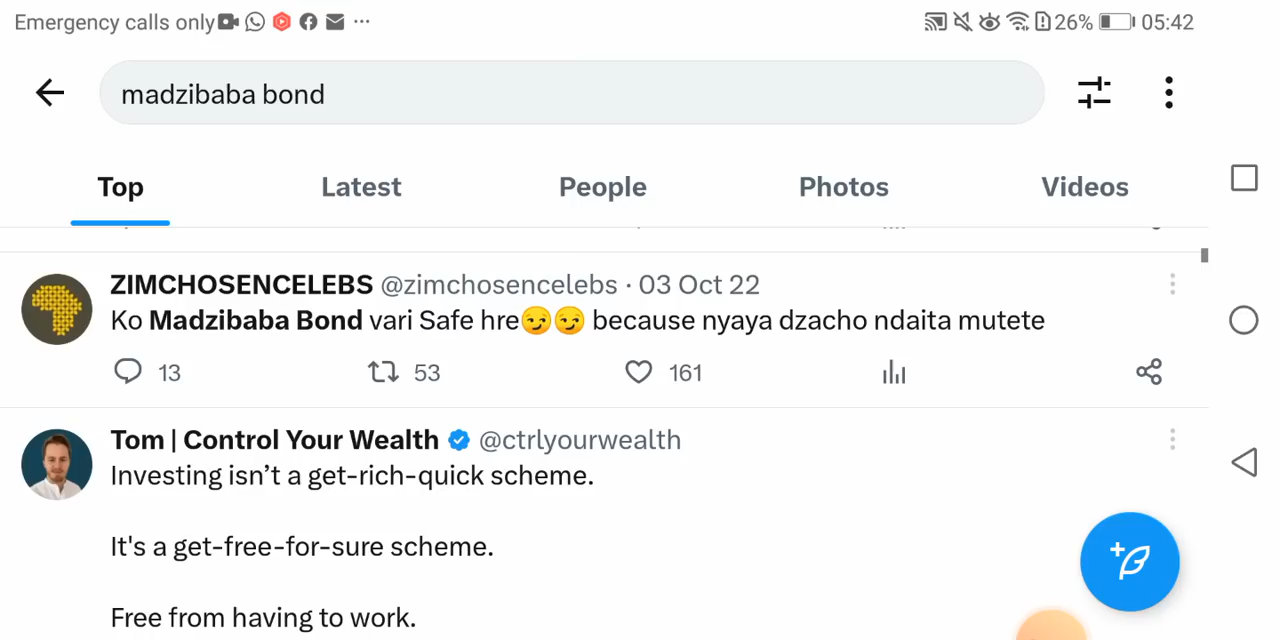 Emergency calls only ... 26% 05:42
madzibaba bond
Top Latest People Photos Videos
ZIMCHOSENCELEBS @zimchosencelebs · 03 Oct 22
Ko Madzibaba Bond vari Safe hre😏😏 because nyaya dzacho ndaita mutete
13 53 161
Tom | Control Your Wealth @ctrlyourwealth
Investing isn’t a get-rich-quick scheme.
It's a get-free-for-sure scheme.
Free from having to work.